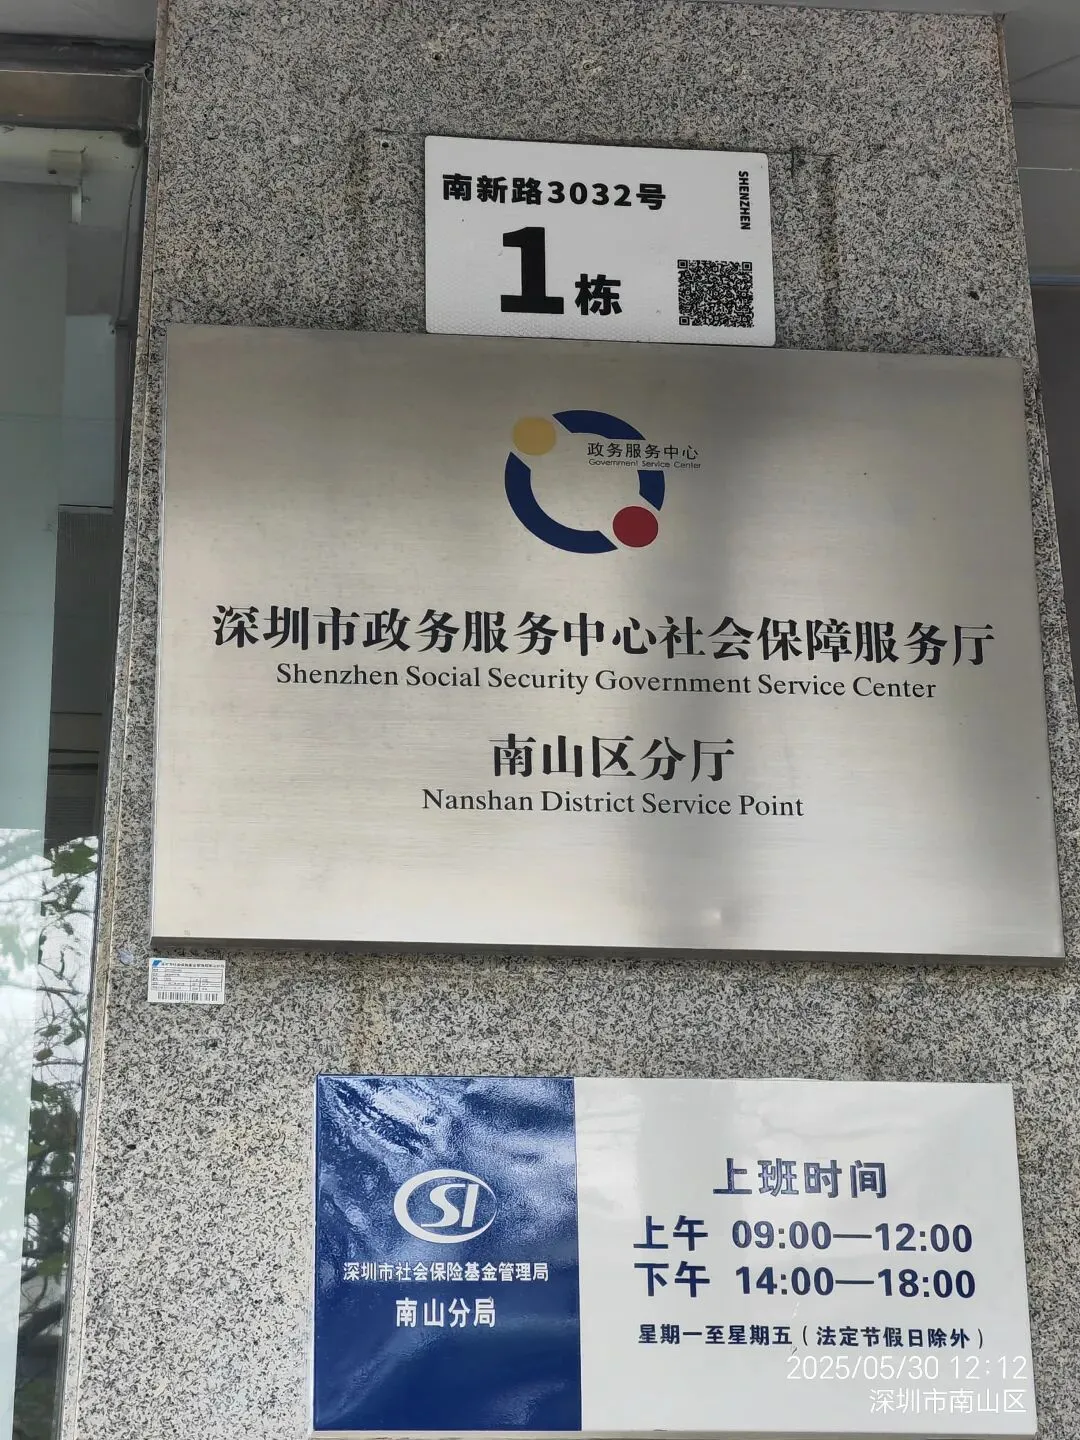 南新路3032号
SHENZHEN
1栋
政务服务中心
Government Service Center
深圳市政务服务中心社会保障服务厅
Shenzhen Social Security Government Service Center
南山区分厅
Nanshan District Service Point
SI
深圳市社会保险基金管理局
南山分局
上班时间
上午 09:00—12:00
下午 14:00—18:00
星期一至星期五（法定节假日除外）
2025/05/30 12:12
深圳市南山区